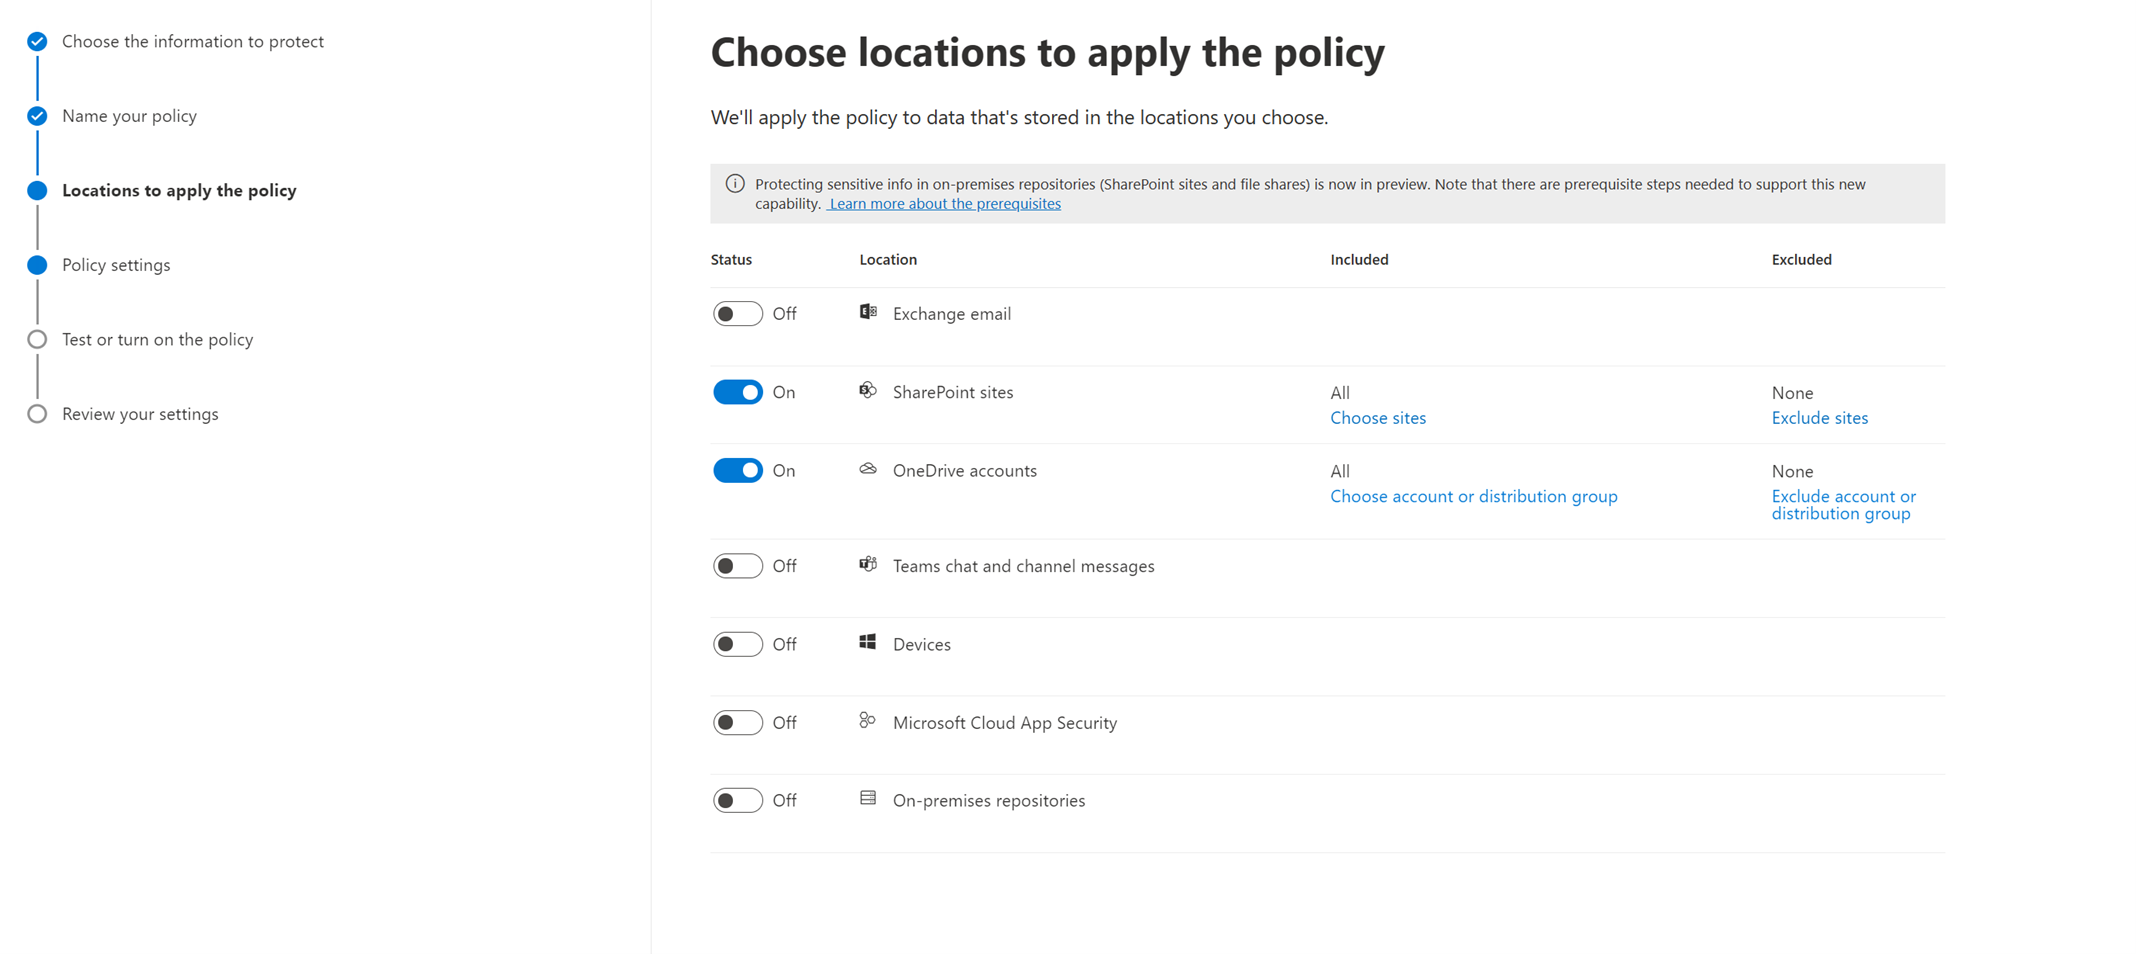 Choose the information to protect
Name your policy
Locations to apply the policy
Policy settings
Test or turn on the policy
Review your settings
Choose locations to apply the policy
We'll apply the policy to data that's stored in the locations you choose.
Protecting sensitive info in on-premises repositories (SharePoint sites and file shares) is now in preview. Note that there are prerequisite steps needed to support this new
capability. Learn more about the prerequisites
Status Location Included Excluded
Off Exchange email
On SharePoint sites All None
Choose sites Exclude sites
On OneDrive accounts All None
Choose account or distribution group Exclude account or
distribution group
Off Teams chat and channel messages
Off Devices
Off Microsoft Cloud App Security
Off On-premises repositories